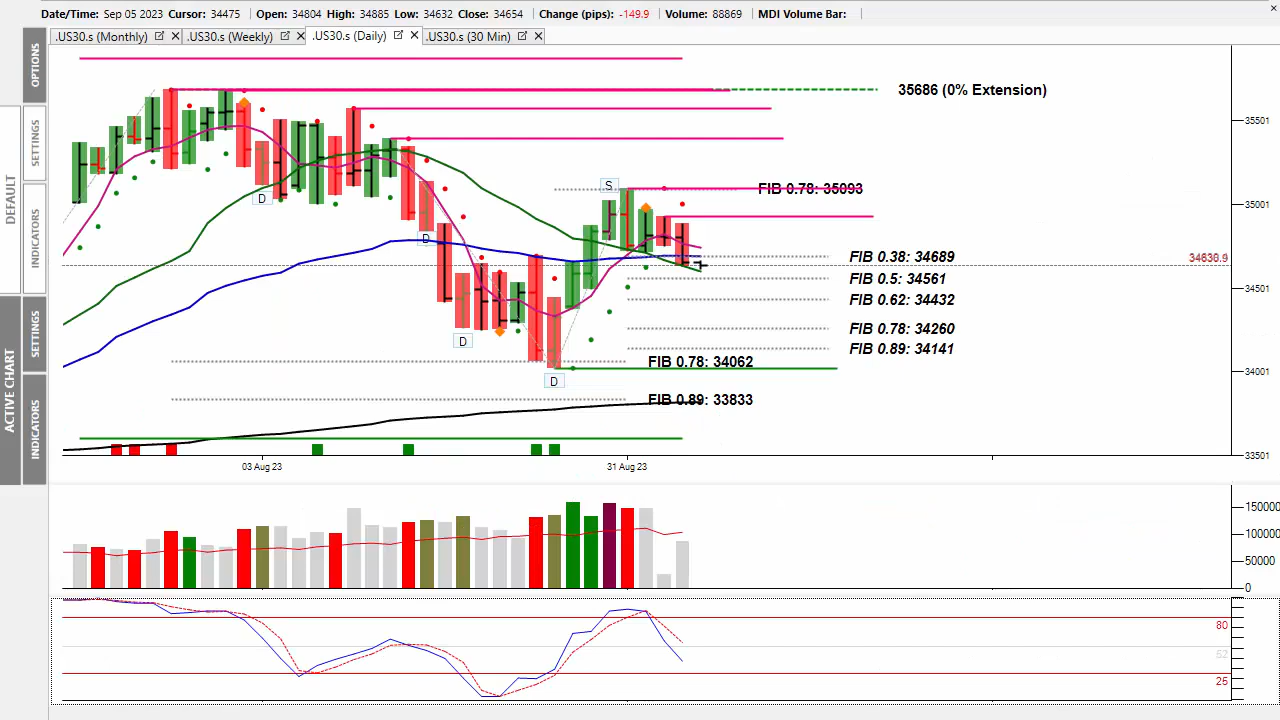 Date/Time: Sep 05 2023 Cursor: 34475 Open: 34804 High: 34885 Low: 34632 Close: 34654 Change (pips): -149.9 Volume: 88869 MDI Volume Bar:
.US30.s (Monthly) .US30.s (Weekly) .US30.s (Daily) .US30.s (30 Min)
OPTIONS
SETTINGS
DEFAULT
INDICATORS
SETTINGS
ACTIVE CHART
INDICATORS
35686 (0% Extension)
35501
S
FIB 0.78: 35093
D
35001
D
FIB 0.38: 34689
34630.9
FIB 0.5: 34561
34501
FIB 0.62: 34432
FIB 0.78: 34260
D
FIB 0.89: 34141
FIB 0.78: 34062
34001
D
FIB 0.89: 33833
33501
03 Aug 23
31 Aug 23
150000
100000
50000
0
80
52
25